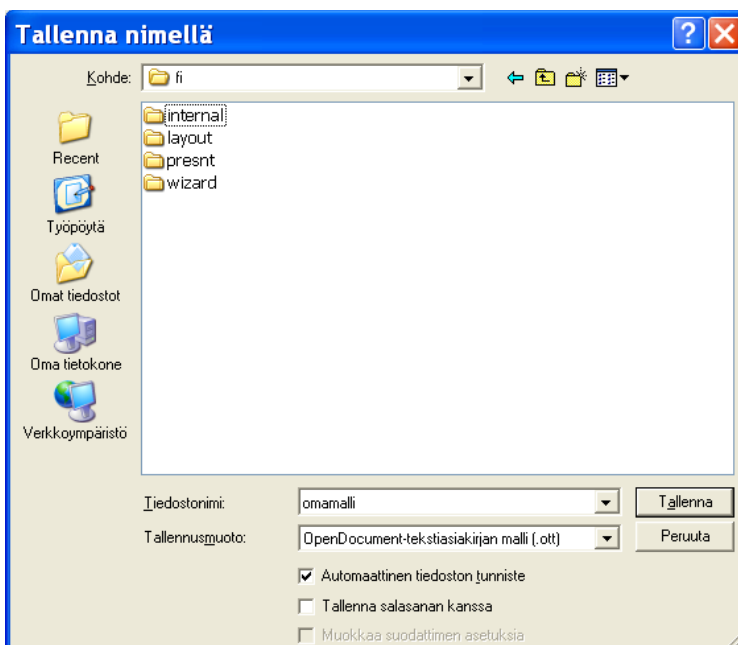 Tallenna nimellä
Kohde: fi
internal
layout
presnt
wizard
Recent
Työpöytä
Omat tiedostot
Oma tietokone
Verkkoympäristö
Tiedostonimi: omamalli Tallenna
Tallennusmuoto: OpenDocument-tekstiasiakirjan malli (.ott) Peruuta
Automaattinen tiedoston tunniste
Tallenna salasanan kanssa
Muokkaa suodattimen asetuksia